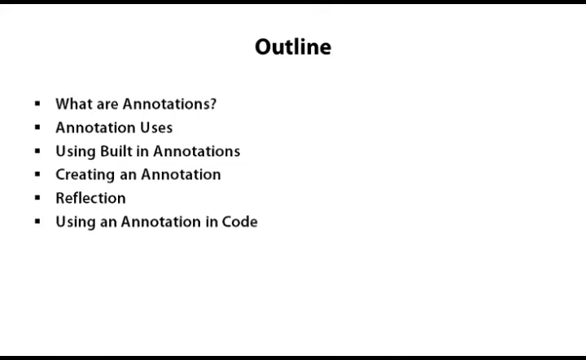 Outline
▪ What are Annotations?
▪ Annotation Uses
▪ Using Built in Annotations
▪ Creating an Annotation
▪ Reflection
▪ Using an Annotation in Code